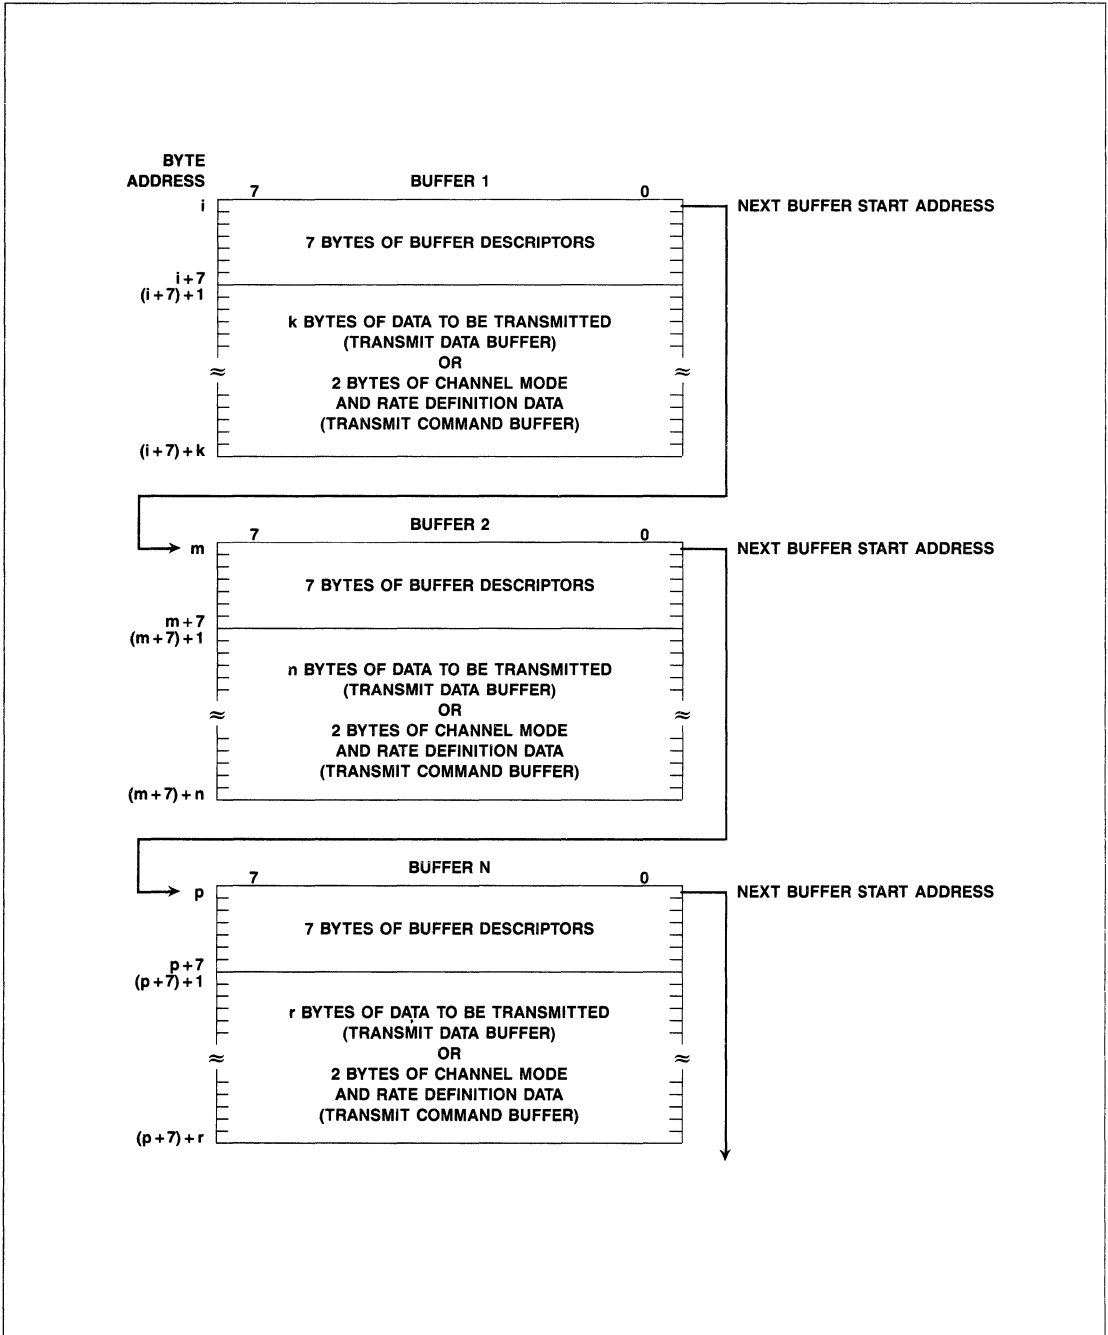 BYTE
ADDRESS
BUFFER 1
7
0
i
NEXT BUFFER START ADDRESS
7 BYTES OF BUFFER DESCRIPTORS
i+7
(i+7)+1
k BYTES OF DATA TO BE TRANSMITTED
(TRANSMIT DATA BUFFER)
OR
≈
≈
2 BYTES OF CHANNEL MODE
AND RATE DEFINITION DATA
(TRANSMIT COMMAND BUFFER)
(i+7)+k
BUFFER 2
7
0
m
NEXT BUFFER START ADDRESS
7 BYTES OF BUFFER DESCRIPTORS
m+7
(m+7)+1
n BYTES OF DATA TO BE TRANSMITTED
(TRANSMIT DATA BUFFER)
OR
≈
≈
2 BYTES OF CHANNEL MODE
AND RATE DEFINITION DATA
(TRANSMIT COMMAND BUFFER)
(m+7)+n
BUFFER N
7
0
p
NEXT BUFFER START ADDRESS
7 BYTES OF BUFFER DESCRIPTORS
p+7
(p+7)+1
r BYTES OF DATA TO BE TRANSMITTED
(TRANSMIT DATA BUFFER)
OR
≈
≈
2 BYTES OF CHANNEL MODE
AND RATE DEFINITION DATA
(TRANSMIT COMMAND BUFFER)
(p+7)+r